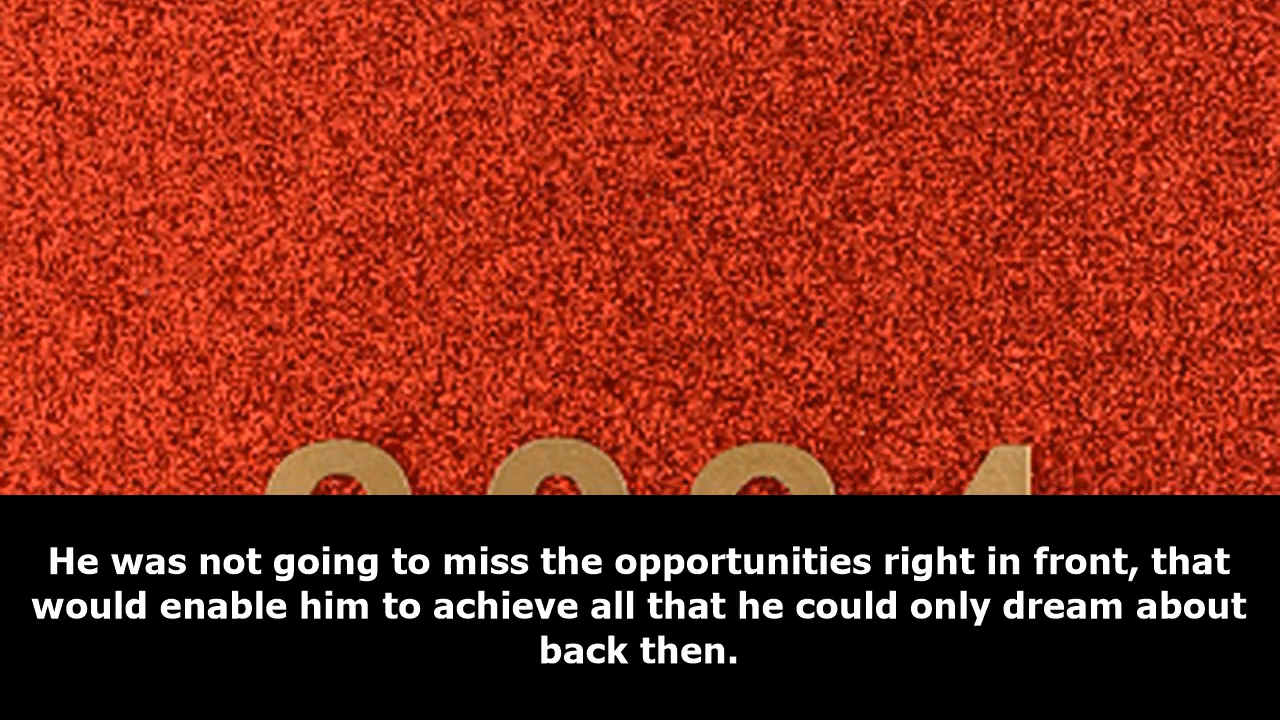 He was not going to miss the opportunities right in front, that
would enable him to achieve all that he could only dream about
back then.